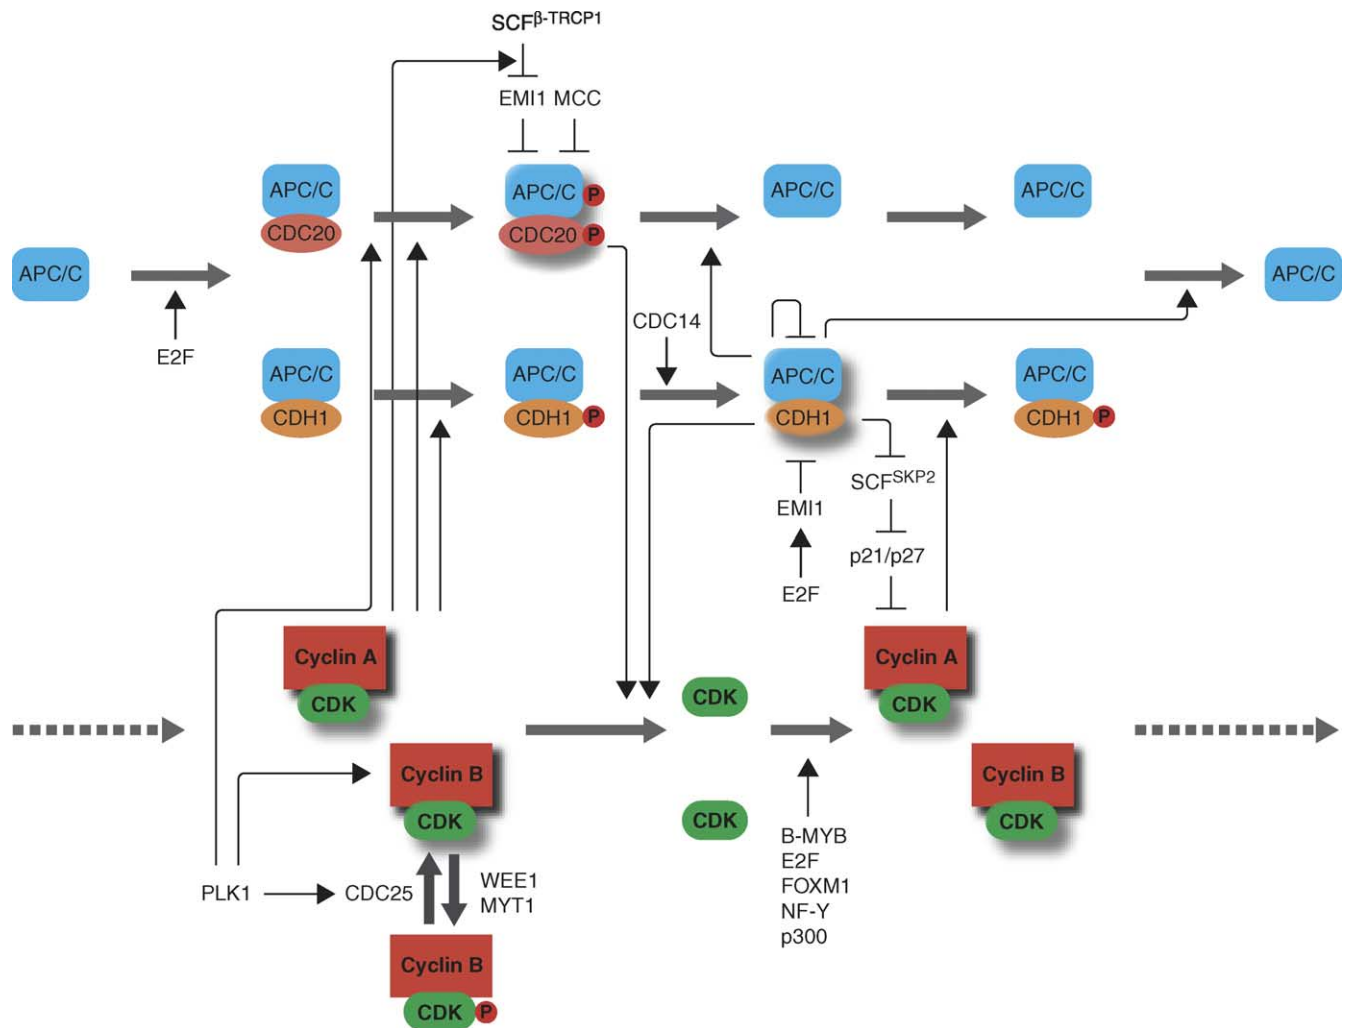 SCFβ-TRCP1
EMI1 MCC
APC/C
APC/C P
APC/C
APC/C
CDC20
CDC20 P
APC/C
APC/C
E2F
CDC14
APC/C
APC/C
APC/C
APC/C
CDH1
CDH1 P
CDH1
CDH1 P
SCFSKP2
EMI1
p21/p27
E2F
Cyclin A
CDK
Cyclin A
CDK
CDK
Cyclin B
CDK
Cyclin B
CDK
CDK
B-MYB
E2F
FOXM1
NF-Y
p300
PLK1
CDC25
WEE1
MYT1
Cyclin B
CDK P